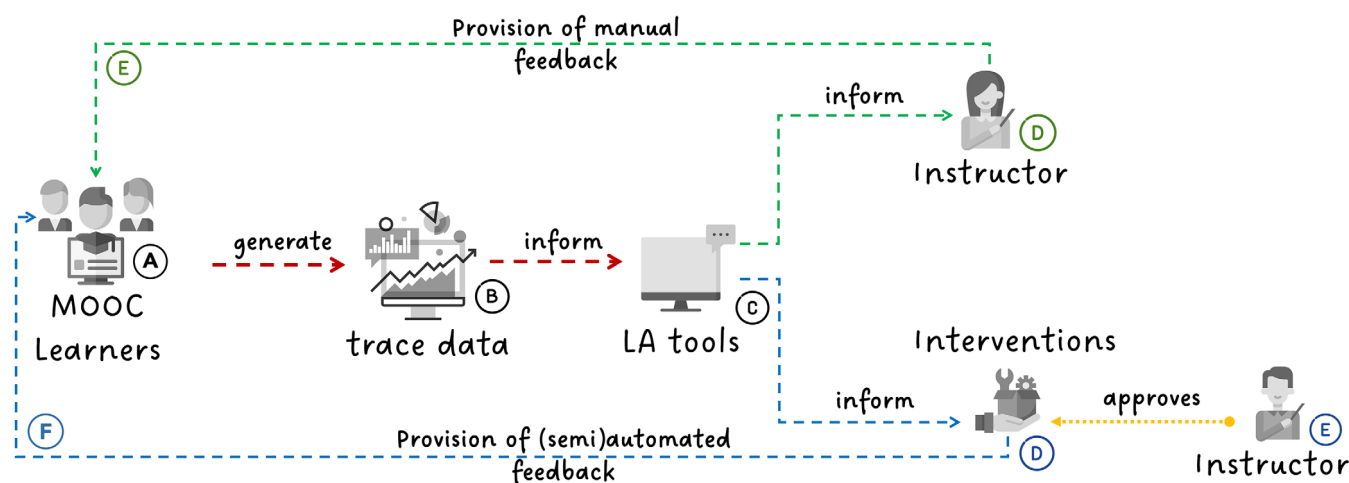 Provision of manual
feedback
E
inform
D
Instructor
generate
inform
A
B
C
MOOC
Learners
trace data
LA tools
Interventions
inform
approves
F
Provision of (semi)automated
feedback
D
E
Instructor